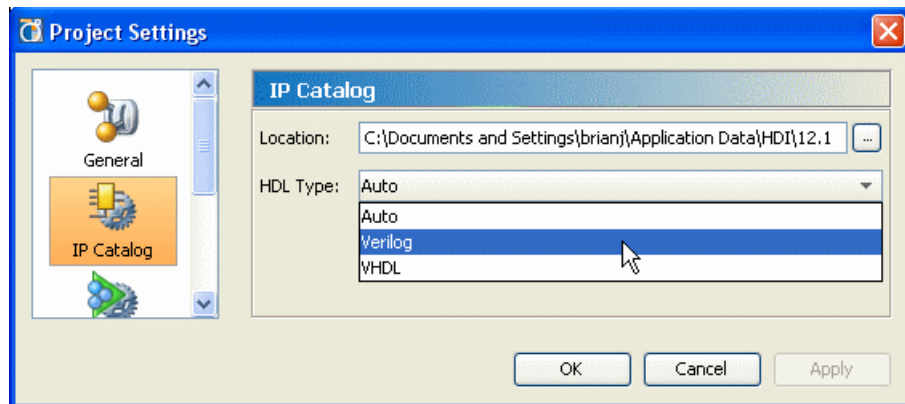 Project Settings
General
IP Catalog
IP Catalog
Location: C:\Documents and Settings\brianj\Application Data\HDI\12.1 ...
HDL Type: Auto
Auto
Verilog
VHDL
OK Cancel Apply